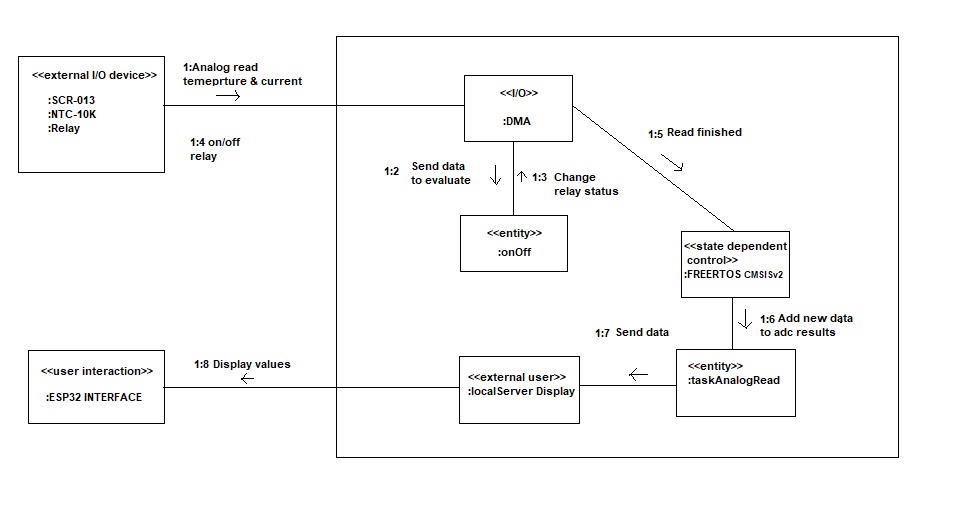 <<external I/O device>>
:SCR-013
:NTC-10K
:Relay
1:Analog read
temeprture & current
1:4 on/off
relay
<<I/O>>
:DMA
1:5 Read finished
1:2 Send data
to evaluate
1:3 Change
relay status
<<entity>>
:onOff
<<state dependent
control>>
:FREERTOS CMSISv2
1:6 Add new data
to adc results
1:7 Send data
<<entity>>
:taskAnalogRead
<<external user>>
:localServer Display
1:8 Display values
<<user interaction>>
:ESP32 INTERFACE